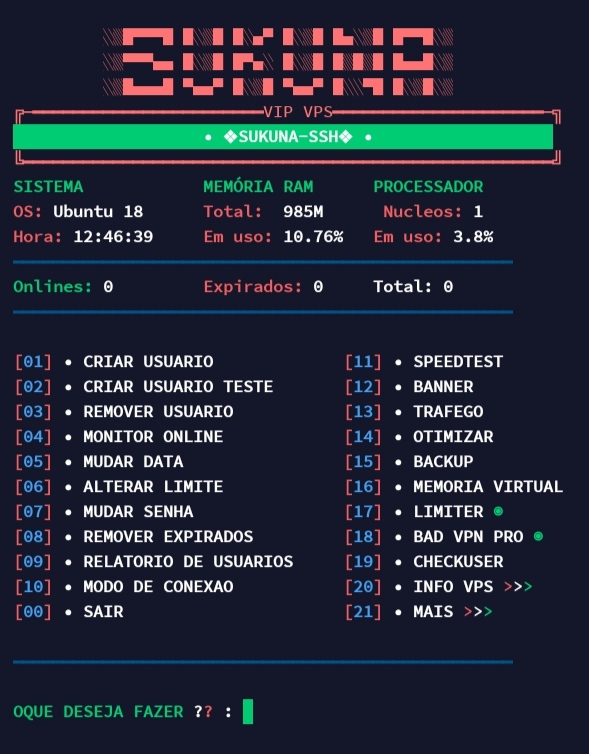 SUKUNA
VIP VPS
• ❖SUKUNA-SSH❖ •
SISTEMA MEMÓRIA RAM PROCESSADOR
OS: Ubuntu 18 Total: 985M Nucleos: 1
Hora: 12:46:39 Em uso: 10.76% Em uso: 3.8%
Onlines: 0 Expirados: 0 Total: 0
[01] • CRIAR USUARIO [11] • SPEEDTEST
[02] • CRIAR USUARIO TESTE [12] • BANNER
[03] • REMOVER USUARIO [13] • TRAFEGO
[04] • MONITOR ONLINE [14] • OTIMIZAR
[05] • MUDAR DATA [15] • BACKUP
[06] • ALTERAR LIMITE [16] • MEMORIA VIRTUAL
[07] • MUDAR SENHA [17] • LIMITER ◉
[08] • REMOVER EXPIRADOS [18] • BAD VPN PRO ◉
[09] • RELATORIO DE USUARIOS [19] • CHECKUSER
[10] • MODO DE CONEXAO [20] • INFO VPS >>>
[00] • SAIR [21] • MAIS >>>
OQUE DESEJA FAZER ?? :